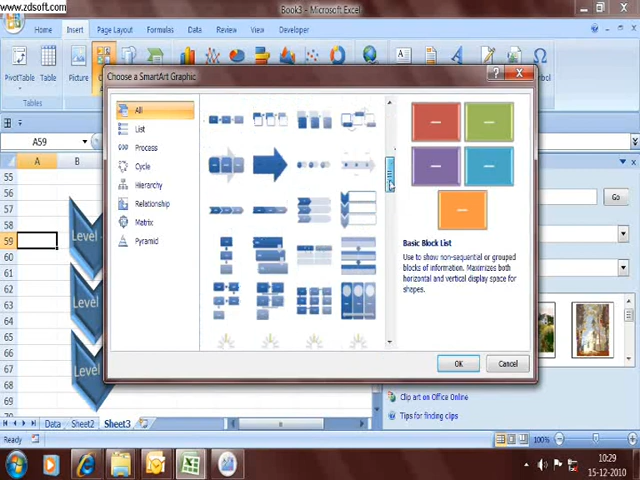 www.zdsoft.com
Book3 - Microsoft Excel
Home Insert Page Layout Formulas Data Review View Developer
PivotTable Table Picture
Tables
Choose a SmartArt Graphic
A59
A B
All
List
Process
Cycle
Hierarchy
Relationship
Matrix
Pyramid
Basic Block List
Use to show non-sequential or grouped
blocks of information. Maximizes both
horizontal and vertical display space for
shapes.
OK Cancel
Go
55
56
57
58
59
60
61
62
63
64
65
66
67
68
69
Level
Level
Level
Clip art on Office Online
Tips for finding clips
Data Sheet2 Sheet3
Ready
100%
10:29
15-12-2010